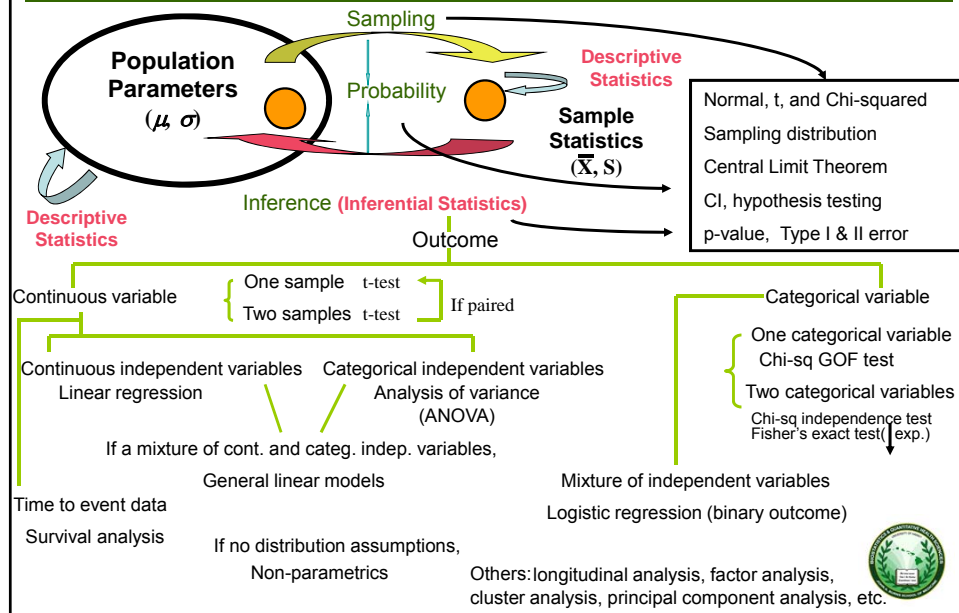 Sampling
Population
Parameters
(μ, σ)
Probability
Descriptive
Statistics
Sample
Statistics
(X̅, S)
Normal, t, and Chi-squared
Sampling distribution
Central Limit Theorem
CI, hypothesis testing
p-value, Type I & II error
Descriptive
Statistics
Inference (Inferential Statistics)
Outcome
Continuous variable
One sample t-test
Two samples t-test
If paired
Categorical variable
One categorical variable
Chi-sq GOF test
Two categorical variables
Chi-sq independence test
Fisher's exact test(↓exp.)
Continuous independent variables
Linear regression
Categorical independent variables
Analysis of variance
(ANOVA)
If a mixture of cont. and categ. indep. variables,
General linear models
Mixture of independent variables
Logistic regression (binary outcome)
Time to event data
Survival analysis
If no distribution assumptions,
Non-parametrics
Others: longitudinal analysis, factor analysis,
cluster analysis, principal component analysis, etc.